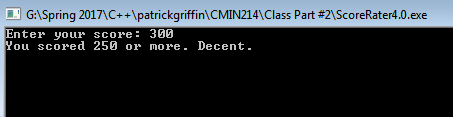 G:\Spring 2017\C++\patrickgriffin\CMIN214\Class Part #2\ScoreRater4.0.exe
Enter your score: 300
You scored 250 or more. Decent.